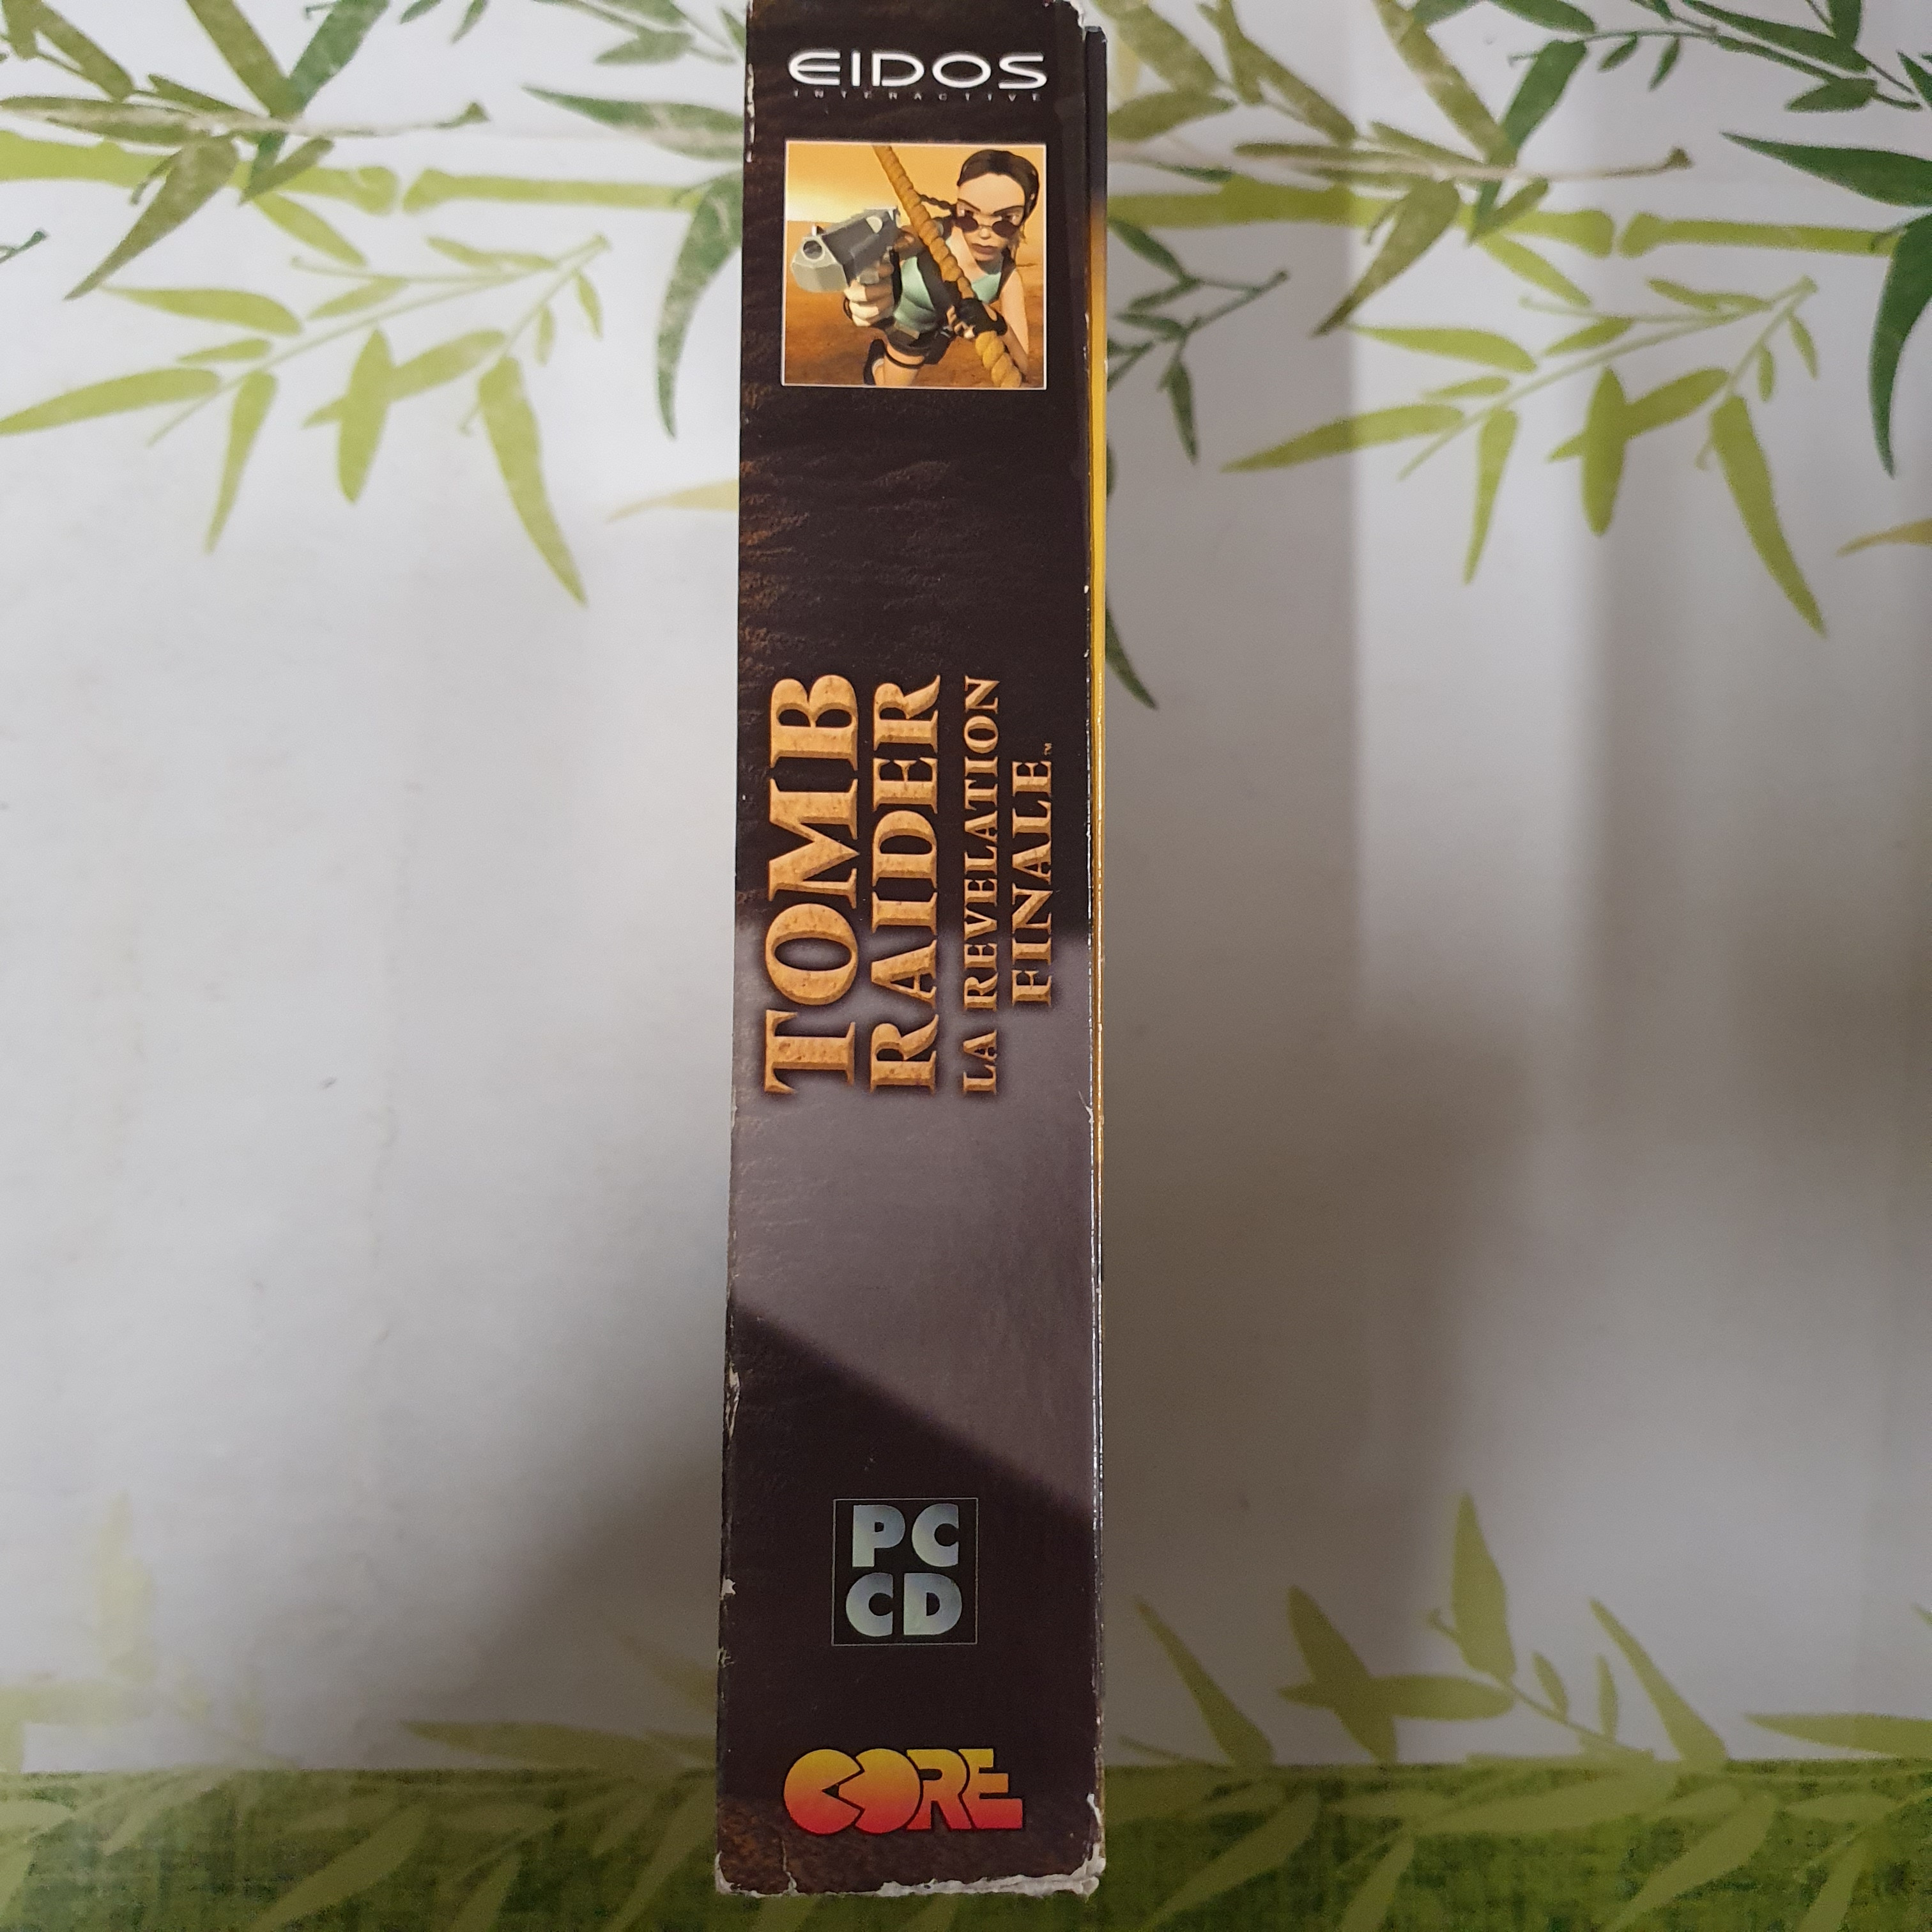 EIDOS
INTERACTIVE
TOMB
RAIDER
LA REVELATION
FINALE™
PC
CD
CORE